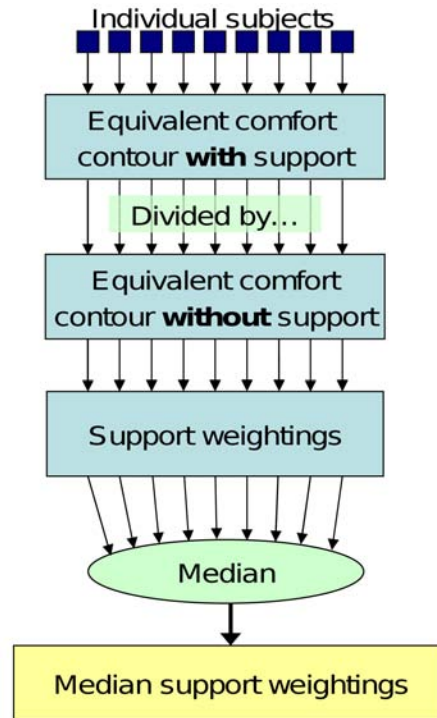 Individual subjects
Equivalent comfort
contour with support
Divided by...
Equivalent comfort
contour without support
Support weightings
Median
Median support weightings